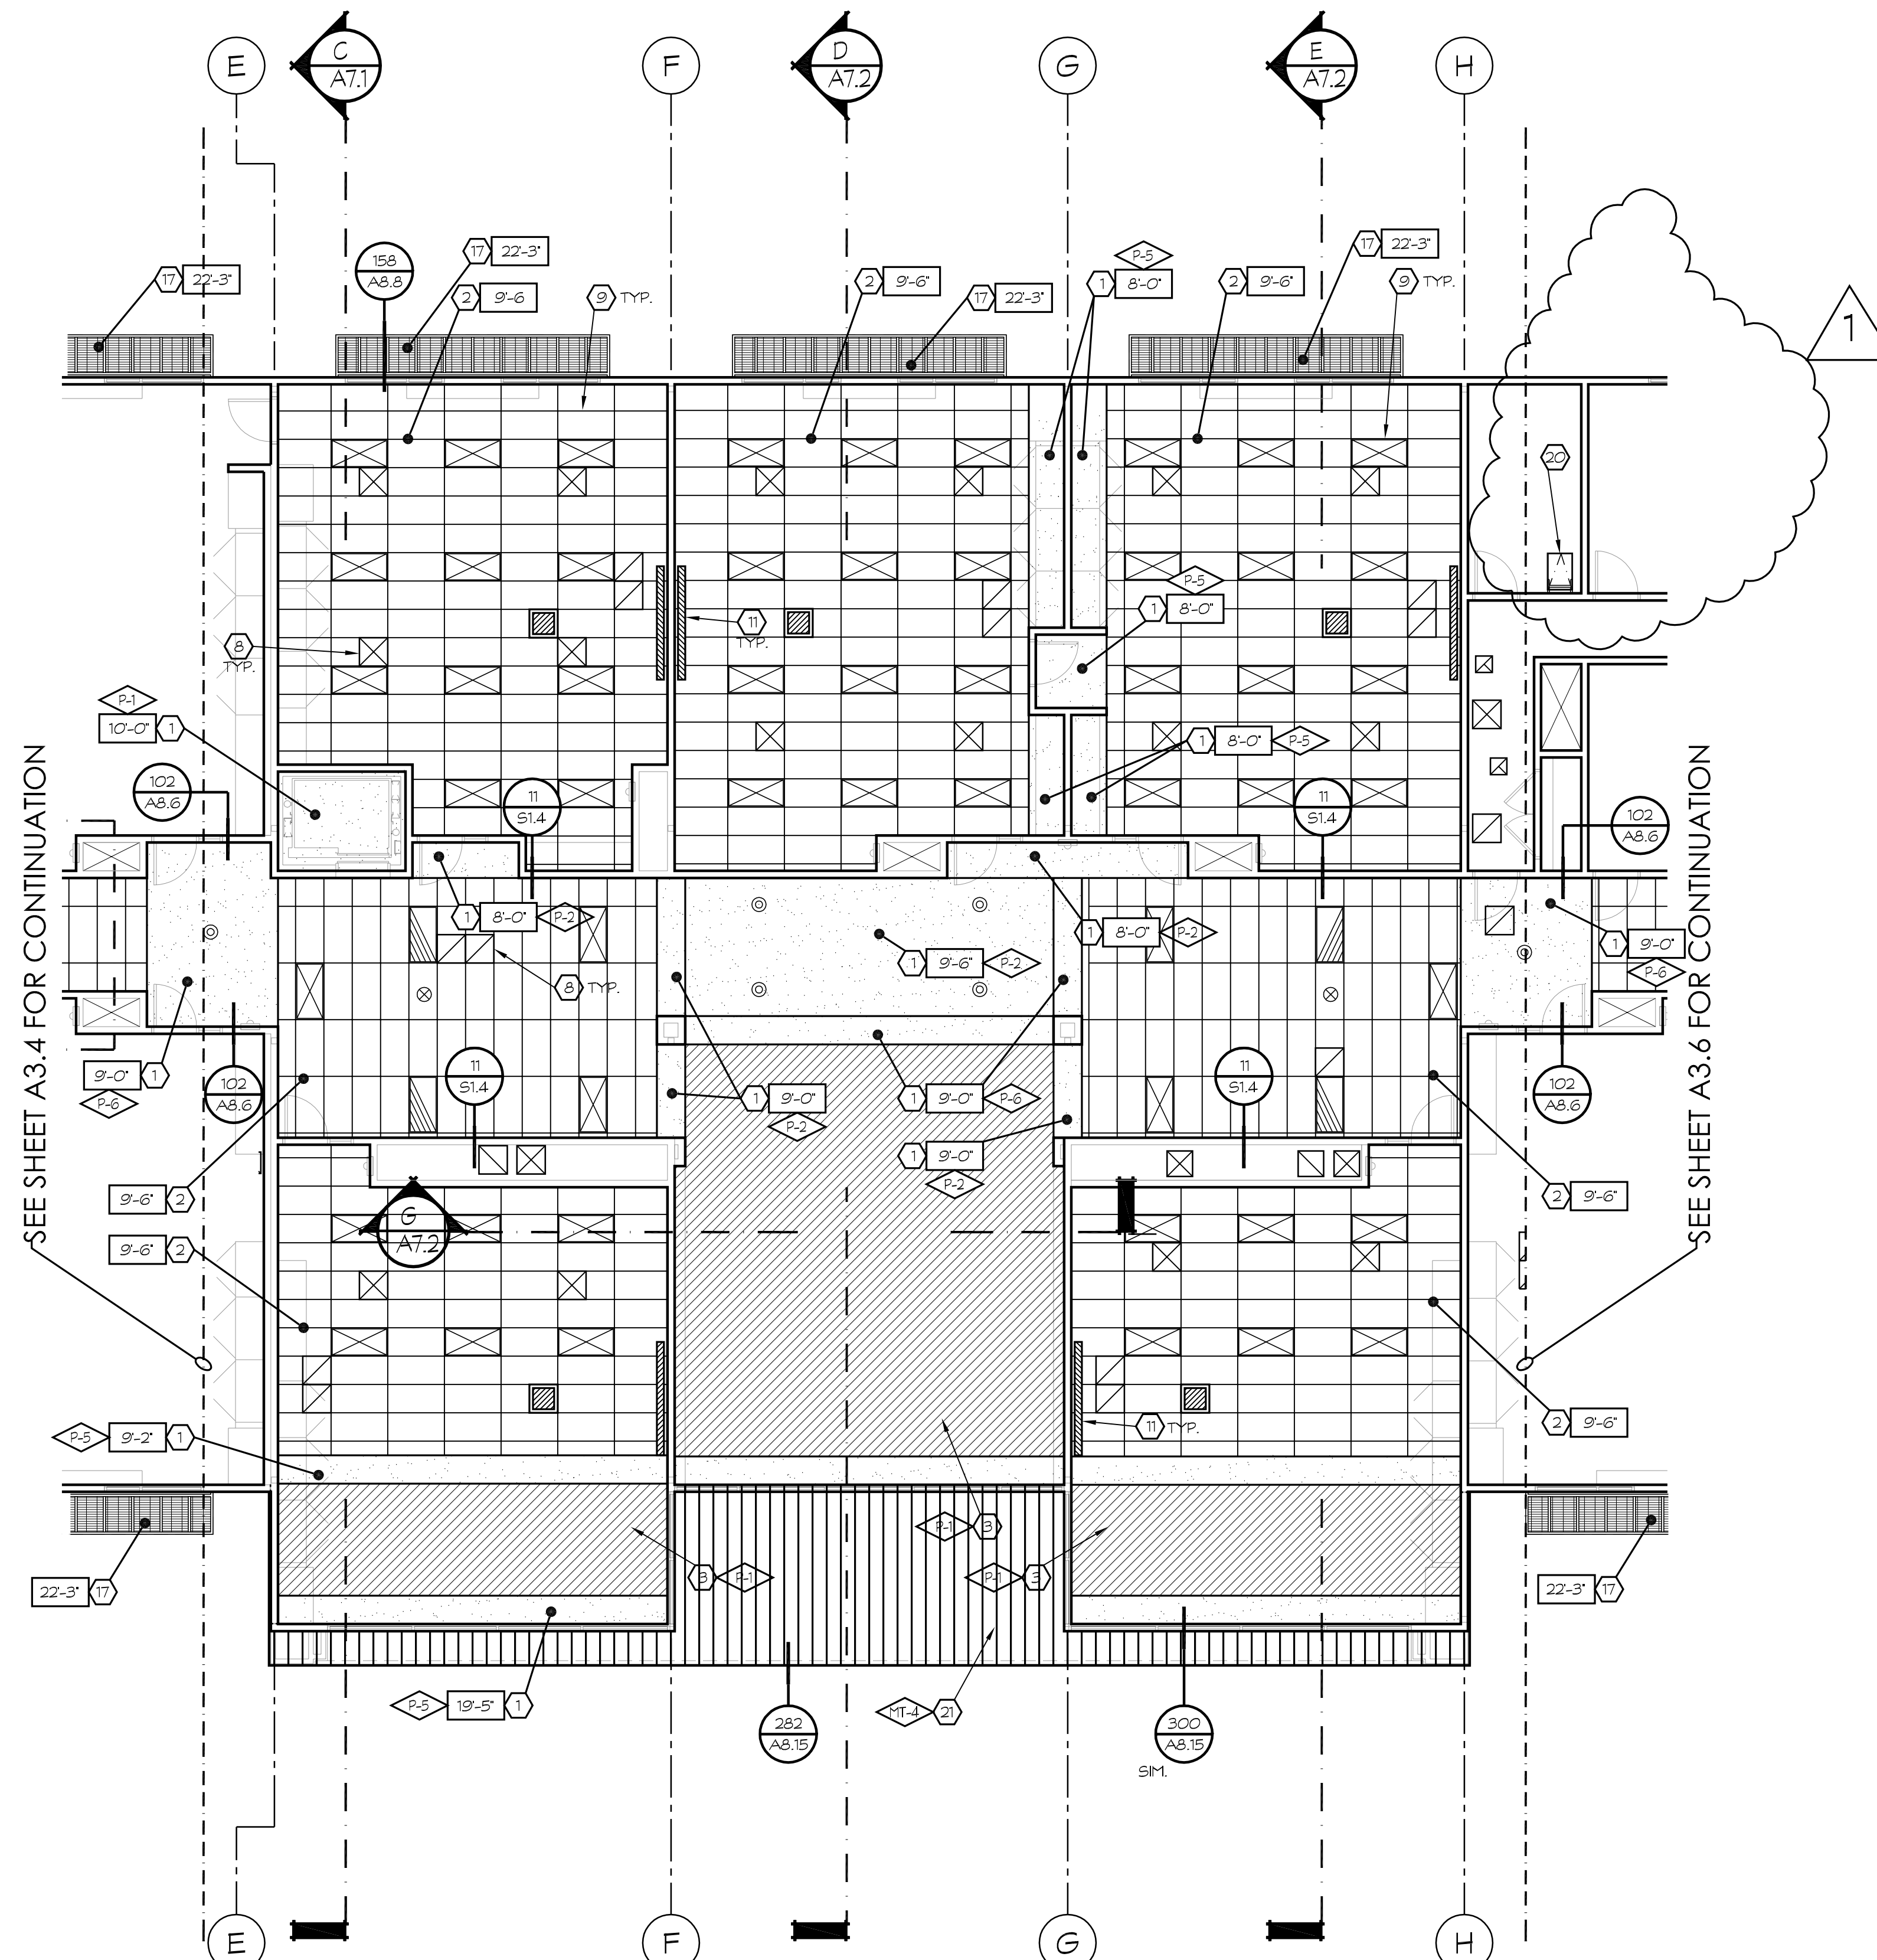 E
C
A7.1
F
D
A7.2
G
E
A7.2
H
1
17 22'-3"
158
A8.8
17 22'-3"
2 9'-6
9 TYP.
2 9'-6"
17 22'-3"
P-5
1 8'-0"
2 9'-6"
17 22'-3"
9 TYP.
20
P-5
1 8'-0"
11
TYP.
8
TYP.
P-1
10'-0" 1
1 8'-0" P-5
102
A8.6
11
S1.4
11
S1.4
102
A8.6
SEE SHEET A3.4 FOR CONTINUATION
SEE SHEET A3.6 FOR CONTINUATION
1 8'-0" P-2
1 8'-0" P-2
1 9'-0"
P-6
1 9'-6" P-2
8 TYP.
9'-0" 1
P-6
102
A8.6
11
S1.4
1 9'-0"
P-2
1 9'-0" P-6
11
S1.4
102
A8.6
1 9'-0"
P-2
9'-6" 2
2 9'-6"
G
A7.2
9'-6" 2
P-5 9'-2" 1
11 TYP.
2 9'-6"
P-1 3
22'-3" 17
3 P-1
P-1 3
22'-3" 17
P-5 19'-5" 1
282
A8.15
MT-4 21
300
A8.15
SIM.
E
F
G
H